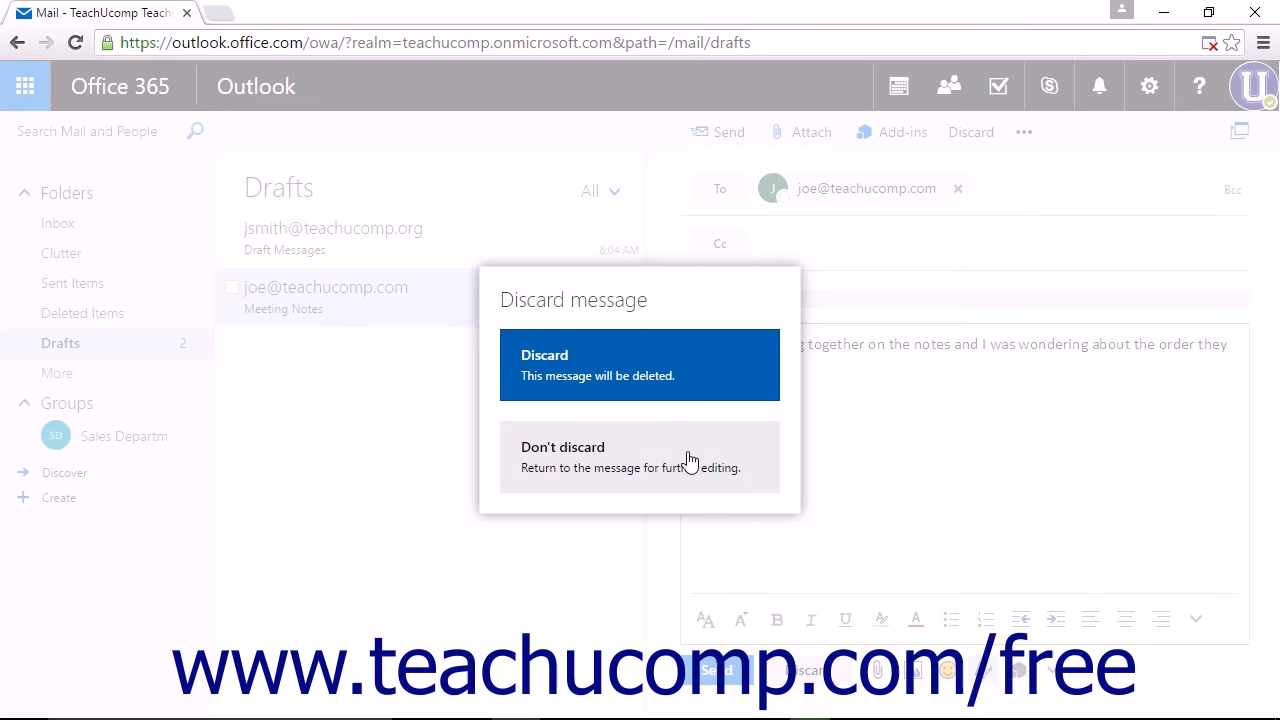 Mail - TeachUcomp Teach
https://outlook.office.com/owa/?realm=teachucomp.onmicrosoft.com&path=/mail/drafts
Office 365
Outlook
?
U
Search Mail and People
Send
Attach
Add-ins
Discard
Folders
Inbox
Clutter
Sent Items
Deleted Items
Drafts 2
More
Groups
SD Sales Departm
Discover
Create
Drafts
All
jsmith@teachucomp.org
Draft Messages 8:04 AM
joe@teachucomp.com
Meeting Notes
To J joe@teachucomp.com Bcc
Cc
together on the notes and I was wondering about the order they
Discard message
Discard
This message will be deleted.
Don't discard
Return to the message for further editing.
Send
www.teachucomp.com/free